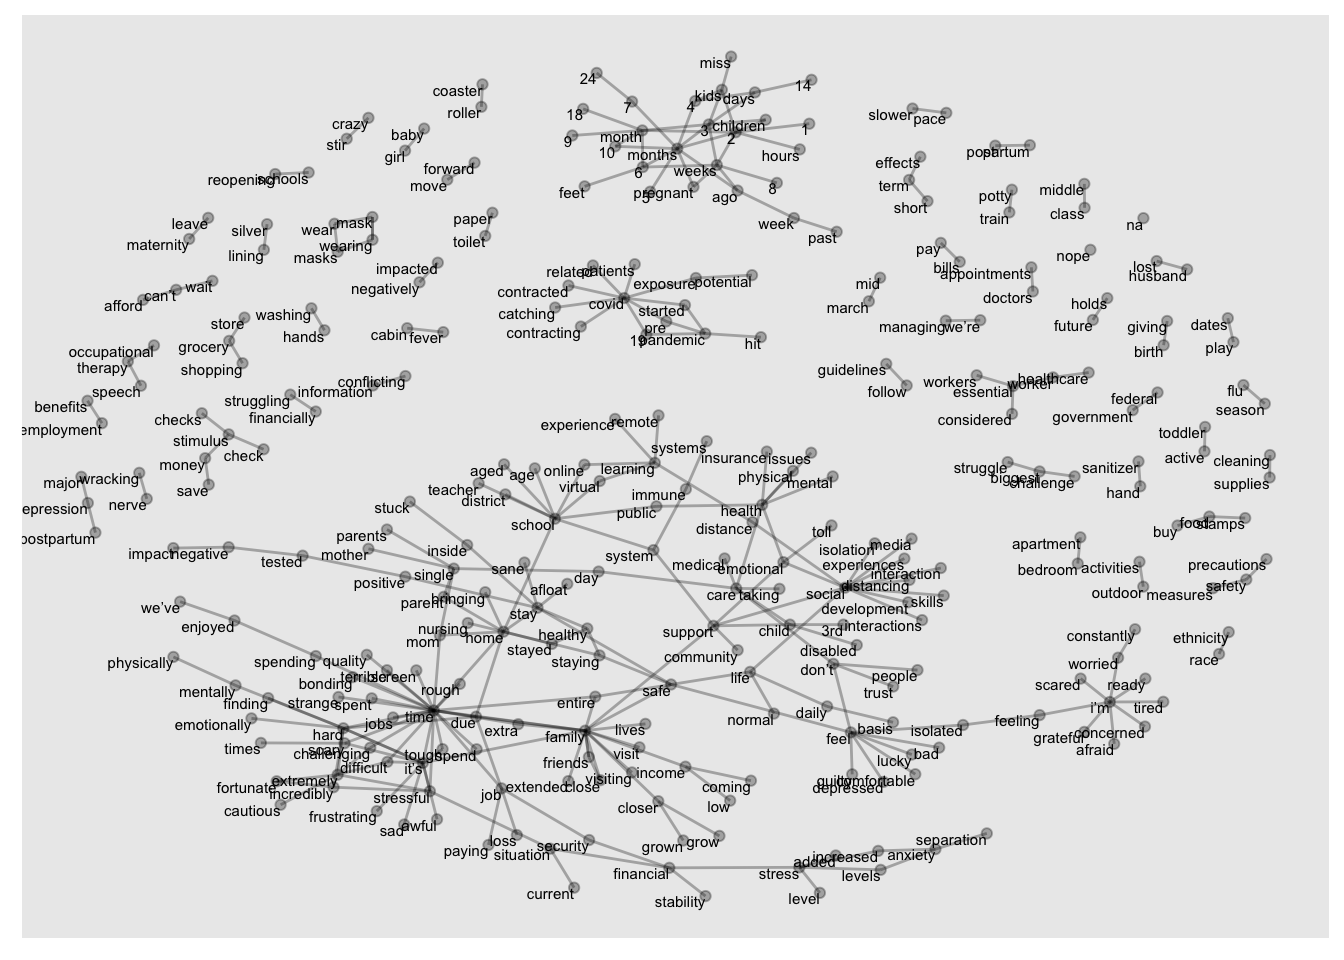 miss
24
14
coaster
kids
days
7
4
roller
18
crazy
slower
pace
baby
3
children
1
month
stir
9
2
girl
10
months
hours
postpartum
forward
effects
reopening
schools
6
weeks
move
term
8
middle
feet
5
pregnant
ago
potty
short
class
leave
silver
wear
mask
paper
week
train
na
maternity
wearing
toilet
past
lining
masks
pay
nope
impacted
related
patients
bills
appointments
lost
husband
can't
wait
negatively
contracted
exposure
potential
mid
doctors
afford
covid
holds
catching
started
march
washing
store
pre
managing
we're
future
giving
dates
hands
cabin
fever
contracting
19
pandemic
hit
grocery
birth
play
occupational
therapy
shopping
guidelines
conflicting
workers
worker
healthcare
speech
information
follow
essential
flu
struggling
federal
benefits
financially
considered
government
season
checks
experience
remote
employment
toddler
stimulus
systems
check
insurance
issues
active
cleaning
money
aged
age
online
learning
physical
struggle
biggest
challenge
sanitizer
major
wracking
virtual
mental
supplies
save
teacher
district
immune
hand
nerve
stuck
public
health
epression
school
distance
toll
food
stamps
buy
postpartum
parents
apartment
impact
negative
mother
inside
system
isolation
media
tested
sane
medical
emotional
experiences
bedroom
activities
precautions
positive
single
day
interaction
afloat
social
distancing
outdoor
measures
safety
we've
parent
bringing
care
taking
skills
stay
development
enjoyed
nursing
home
healthy
support
child
3rd
interactions
constantly
ethnicity
mom
stayed
disabled
physically
spending
quality
staying
community
don't
worried
race
terrible
screen
life
people
bonding
rough
safe
scared
ready
mentally
finding
strange
spent
entire
trust
emotionally
jobs
time
due
normal
daily
i'm
tired
extra
lives
basis
isolated
feeling
hard
family
feel
grateful
concerned
times
scary
challenging
tough
spend
visit
bad
afraid
difficult
it's
friends
lucky
extremely
visiting
income
guilty
comfortable
fortunate
incredibly
extended
close
coming
depressed
stressful
job
cautious
closer
low
frustrating
sad
awful
loss
security
grown
grow
paying
situation
separation
added
increased
anxiety
financial
stress
levels
current
stability
level